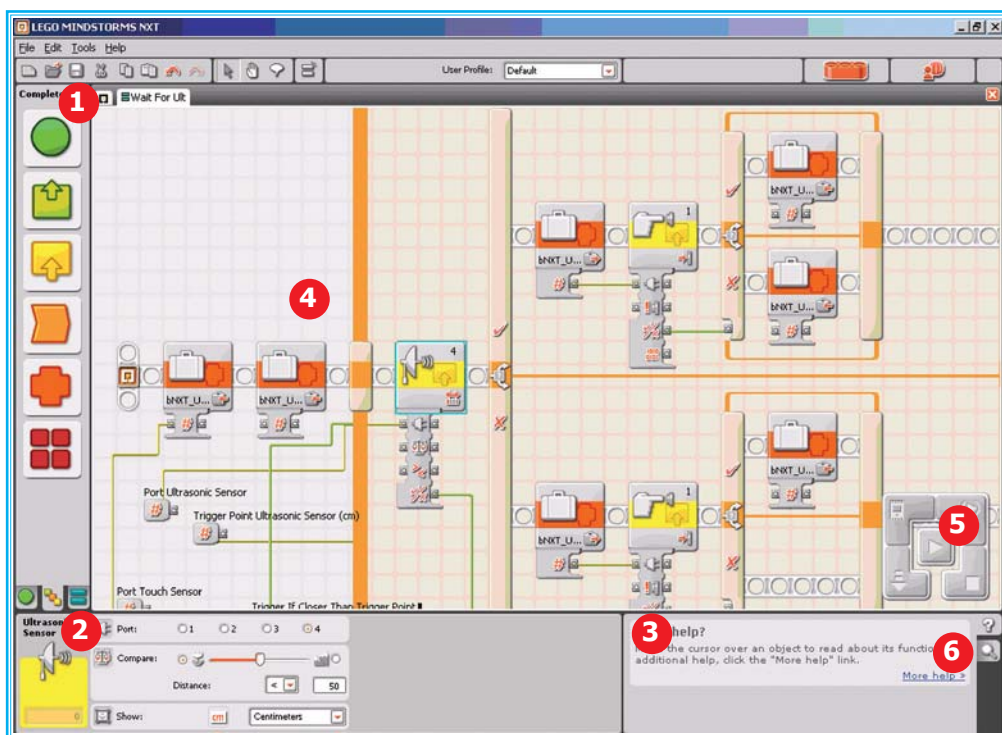 LEGO MINDSTORMS NXT
File Edit Tools Help
User Profile: Default
Complete
1
Wait For Ult
4
bNXT_U...
bNXT_U...
4
bNXT_U...
1
bNXT_U...
bNXT_U...
Port Ultrasonic Sensor
Trigger Point Ultrasonic Sensor (cm)
bNXT_U...
1
bNXT_U...
5
Port Touch Sensor
Trigger If Closer Than Trigger Point
Ultrasonic
Sensor
2
0
Port: 1 2 3 4
Compare:
Distance: < 50
Show: cm Centimeters
3
help?
the cursor over an object to read about its function
additional help, click the "More help" link.
More help »
?
6